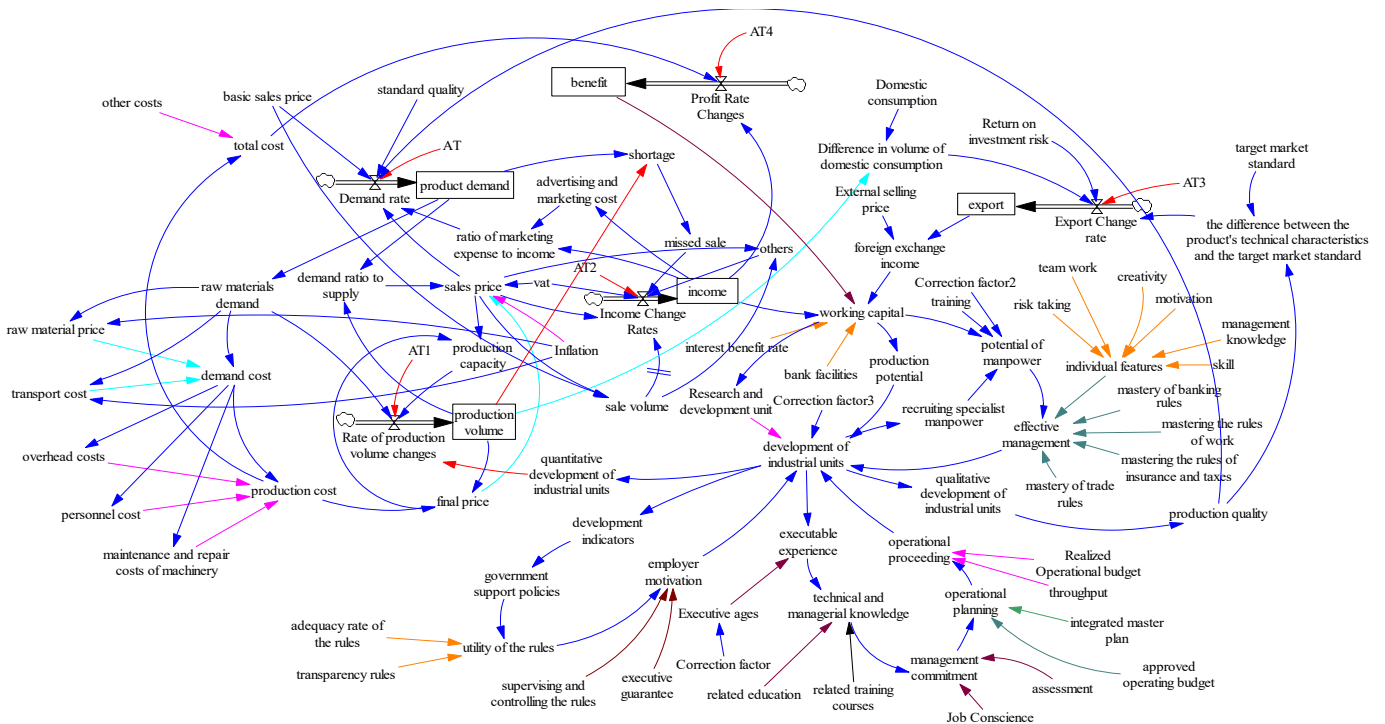 AT4
benefit
Profit Rate
Changes
Domestic
consumption
other costs
basic sales price
standard quality
total cost
AT
Demand rate
product demand
shortage
advertising and
marketing cost
Difference in volume of
domestic consumption
Return on
investment risk
target market
standard
External selling
price
export
AT3
Export Change
rate
the difference between the
product's technical characteristics
and the target market standard
ratio of marketing
expense to income
missed sale
others
foreign exchange
income
raw materials
demand
demand ratio to
supply
sales price
vat
AT2
income
Income Change
Rates
team work
creativity
risk taking
motivation
management
knowledge
skill
individual features
Correction factor2
training
working capital
potential of
manpower
raw material price
AT1
production
capacity
Inflation
interest benefit rate
bank facilities
production
potential
demand cost
transport cost
Rate of production
volume changes
production
volume
sale volume
Research and
development unit
Correction factor3
recruiting specialist
manpower
effective
management
mastery of banking
rules
mastering the rules
of work
mastering the rules of
insurance and taxes
mastery of trade
rules
overhead costs
production cost
personnel cost
maintenance and repair
costs of machinery
final price
quantitative
development of
industrial units
development of
industrial units
qualitative
development of
industrial units
production quality
development
indicators
executable
experience
operational
proceeding
Realized
Operational budget
throughput
government
support policies
employer
motivation
Executive ages
technical and
managerial knowledge
operational
planning
integrated master
plan
adequacy rate of
the rules
utility of the rules
transparency rules
supervising and
controlling the rules
executive
guarantee
Correction factor
related education
related training
courses
management
commitment
assessment
approved
operating budget
Job Conscience